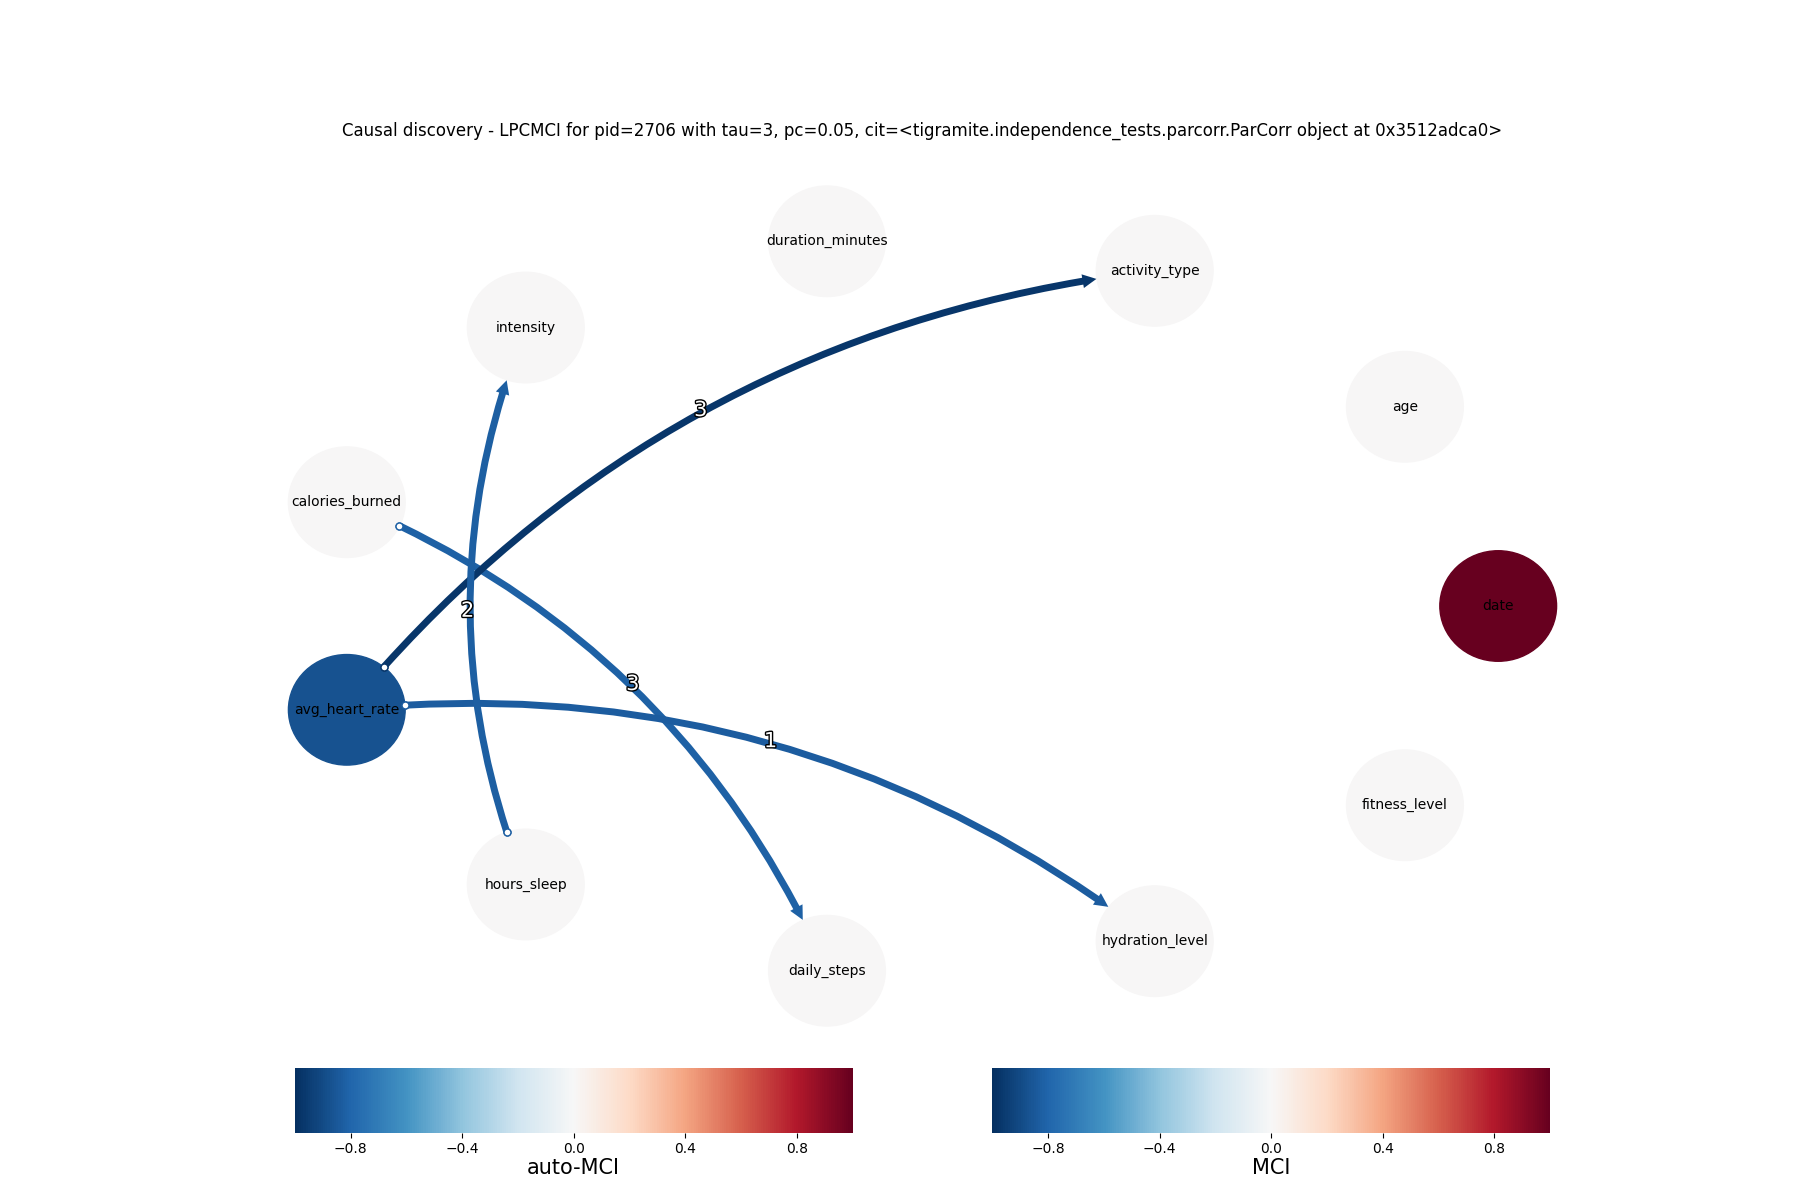 Causal discovery - LPCMCI for pid=2706 with tau=3, pc=0.05, cit=<tigramite.independence_tests.parcorr.ParCorr object at 0x3512adca0>
duration_minutes
activity_type
intensity
age
3
calories_burned
date
2
3
avg_heart_rate
1
fitness_level
hours_sleep
hydration_level
daily_steps
−0.8 −0.4 0.0 0.4 0.8
auto-MCI
−0.8 −0.4 0.0 0.4 0.8
MCI